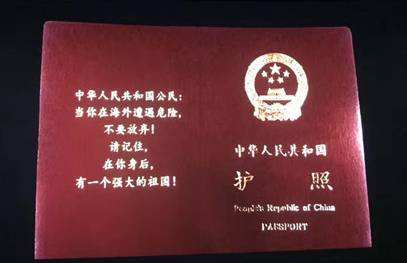 中华人民共和国公民:
当你在海外遭遇危险,
不要放弃!
请记住,
在你身后,
有一个强大的祖国!
中华人民共和国
护照
People's Republic of China
PASSPORT